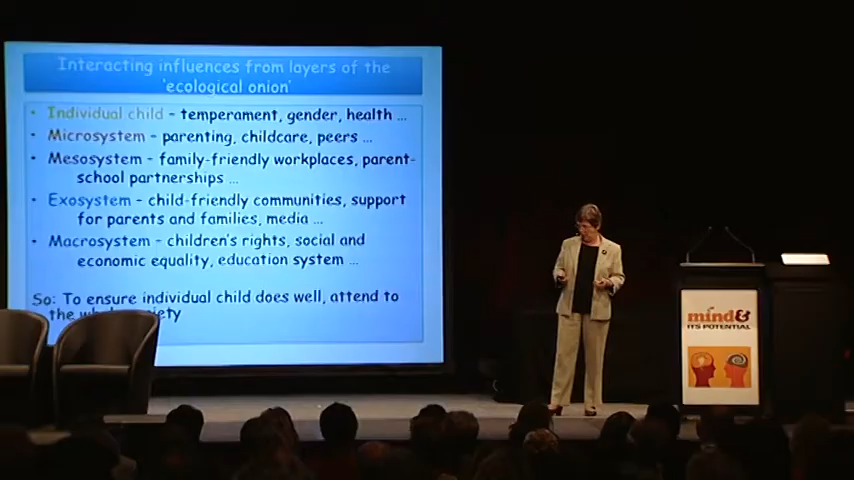 Interacting influences from layers of the
'ecological onion'
• Individual child - temperament, gender, health ...
• Microsystem - parenting, childcare, peers ...
• Mesosystem - family-friendly workplaces, parent-
school partnerships ...
• Exosystem - child-friendly communities, support
for parents and families, media ...
• Macrosystem - children's rights, social and
economic equality, education system ...
So: To ensure individual child does well, attend to
the
mind&
ITS POTENTIAL